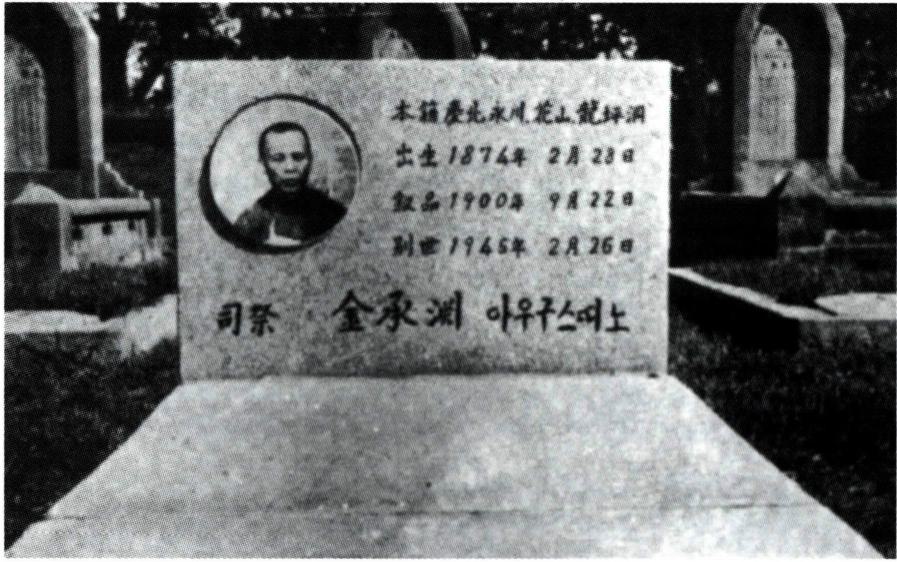 本籍慶北永川花山龍坪洞
出生 1874年 2月 28日
敍品 1900年 9月 22日
別世 1945年 2月 26日
司祭 金承淵 아우구스띠노